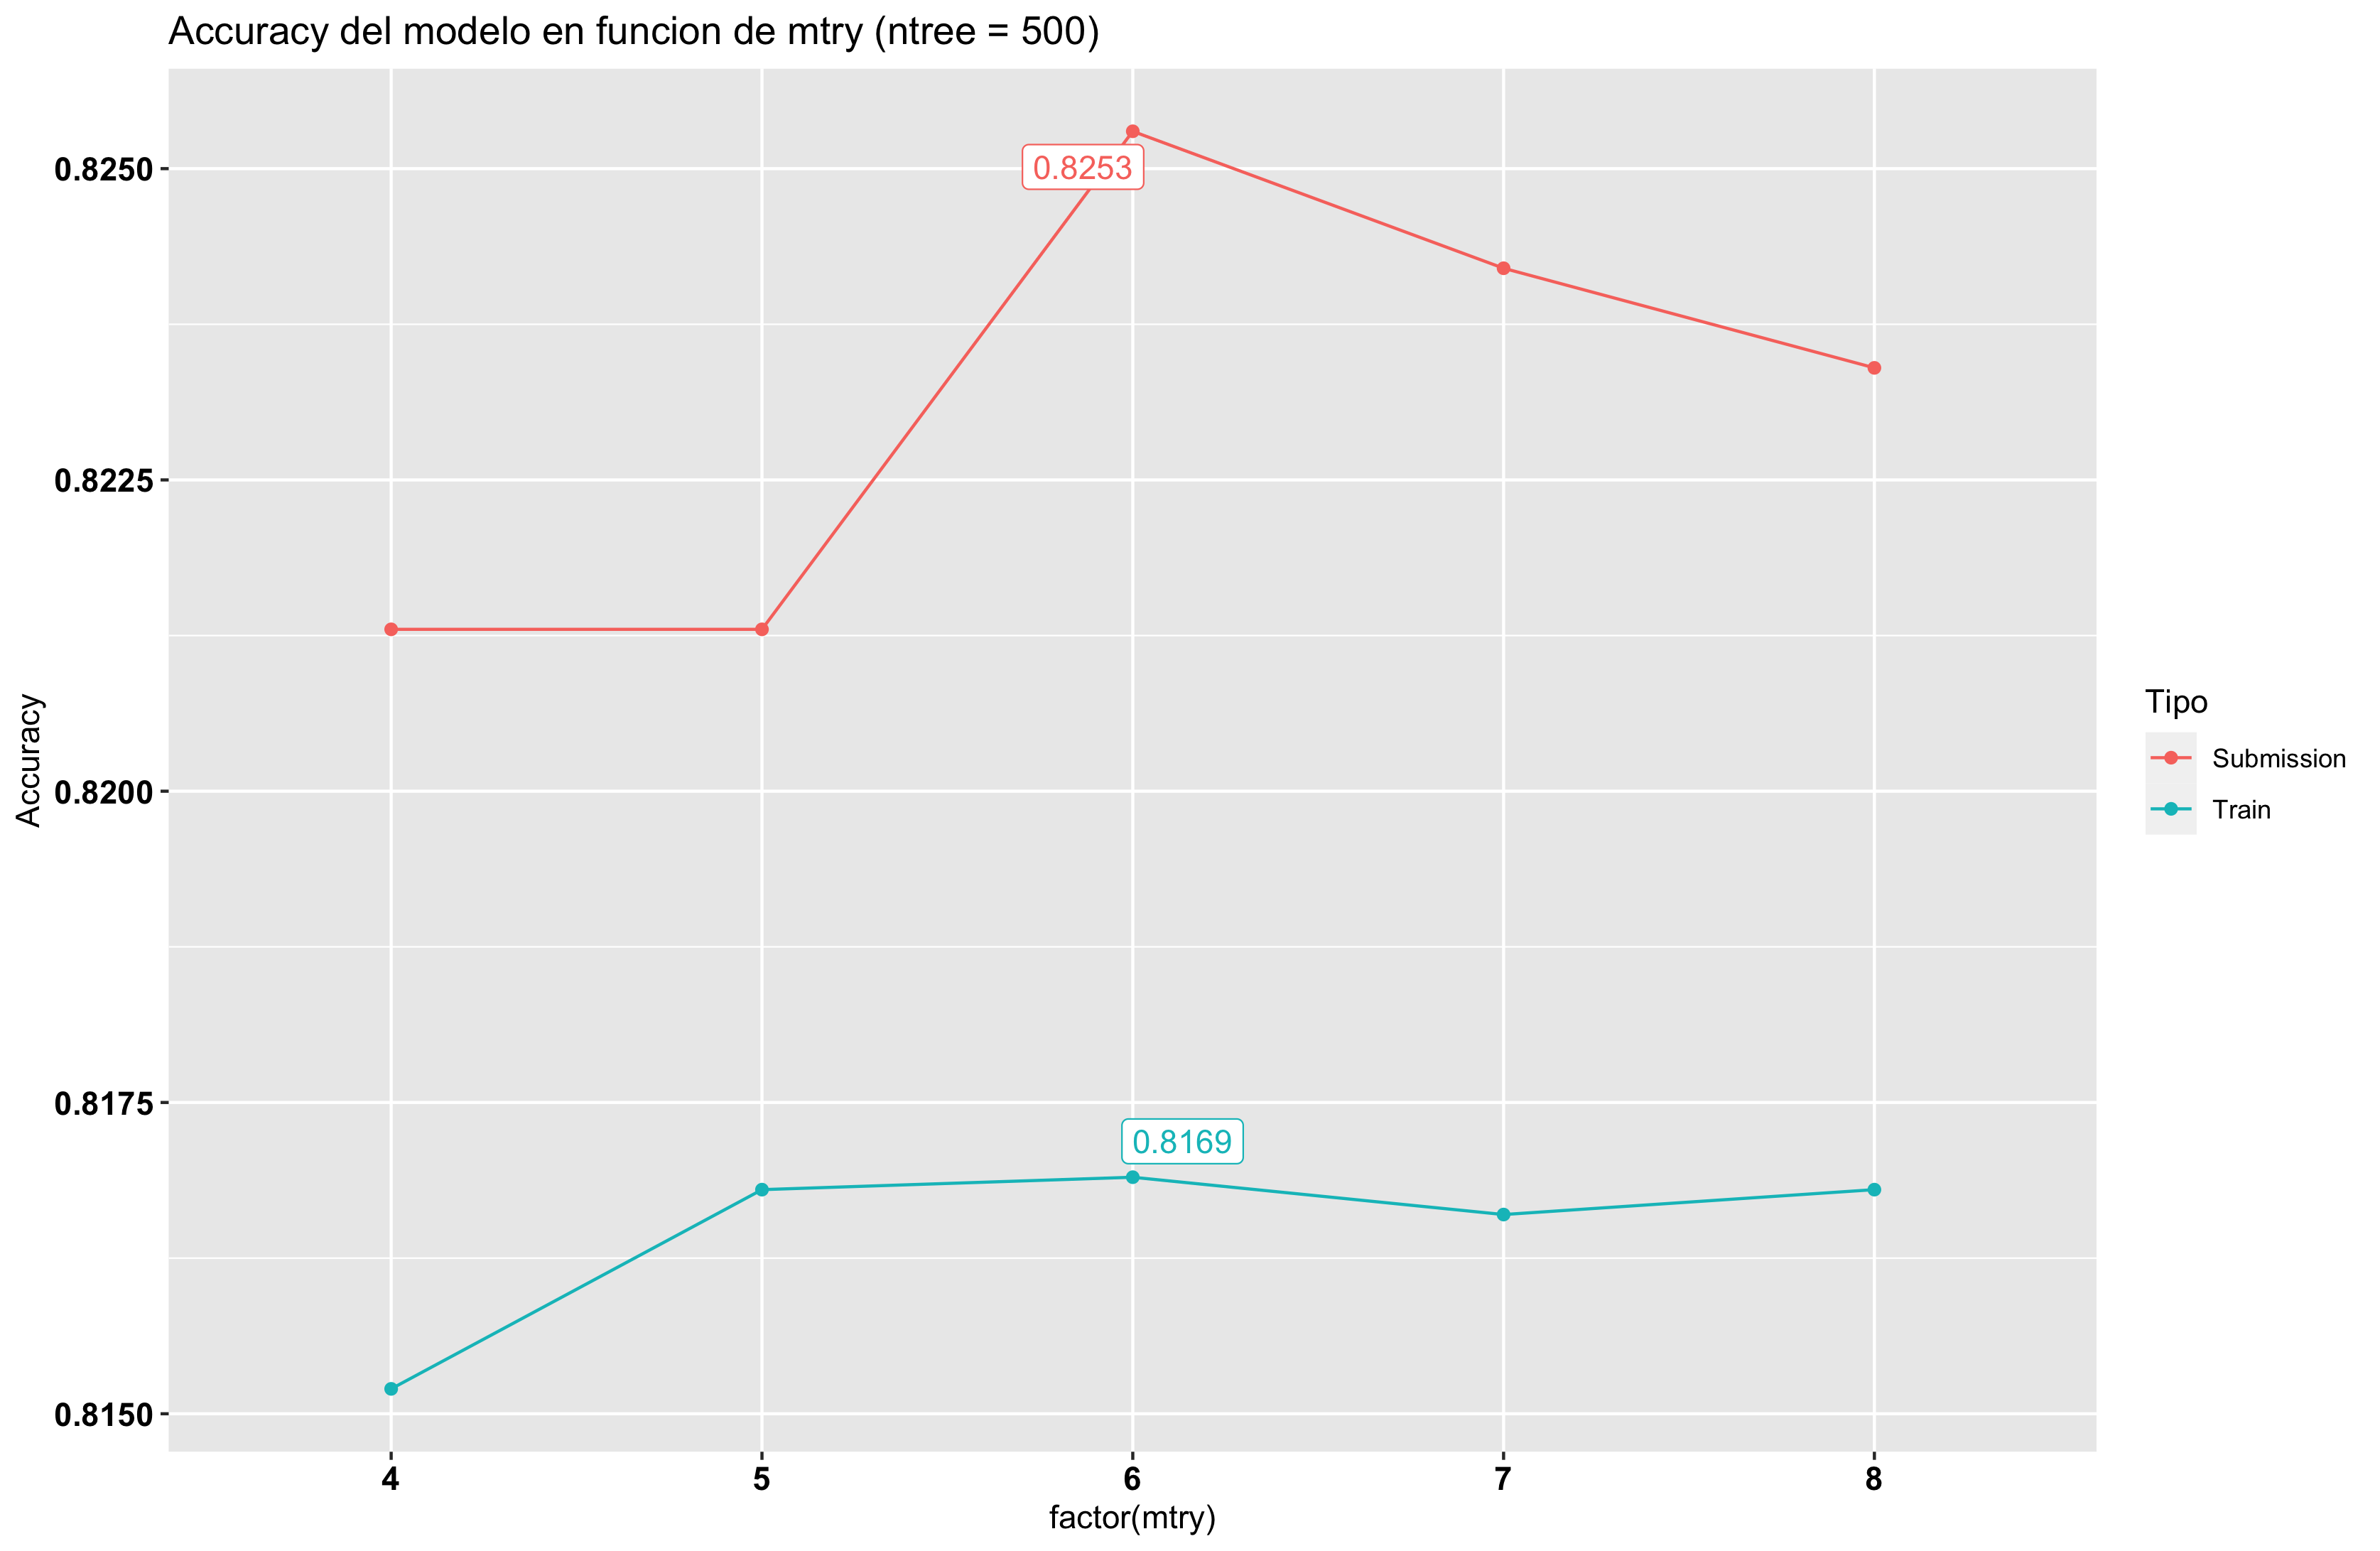 Accuracy del modelo en funcion de mtry (ntree = 500)
Accuracy
0.8250
0.8225
0.8200
0.8175
0.8150
0.8253
0.8169
4 5 6 7 8
factor(mtry)
Tipo
Submission
Train